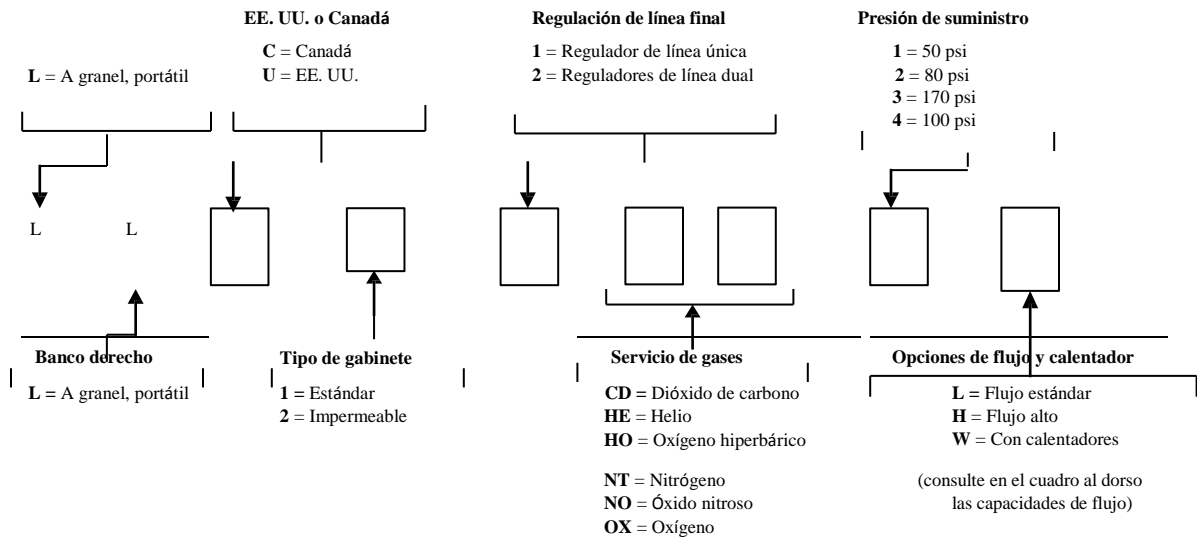 EE. UU. o Canadá
C = Canadá
U = EE. UU.
Regulación de línea final
1 = Regulador de línea única
2 = Reguladores de línea dual
Presión de suministro
1 = 50 psi
2 = 80 psi
3 = 170 psi
4 = 100 psi
L = A granel, portátil
L
L
Banco derecho
L = A granel, portátil
Tipo de gabinete
1 = Estándar
2 = Impermeable
Servicio de gases
CD = Dióxido de carbono
HE = Helio
HO = Oxígeno hiperbárico
NT = Nitrógeno
NO = Óxido nitroso
OX = Oxígeno
Opciones de flujo y calentador
L = Flujo estándar
H = Flujo alto
W = Con calentadores
(consulte en el cuadro al dorso
las capacidades de flujo)